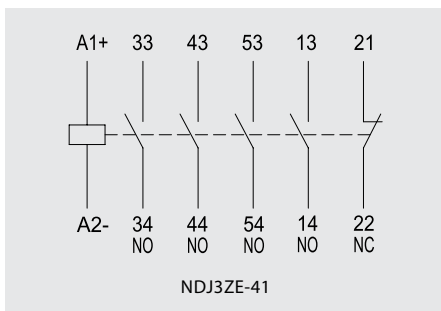 A1+ 33 43 53 13 21
A2- 34 44 54 14 22
NO NO NO NO NC
NDJ3ZE-41